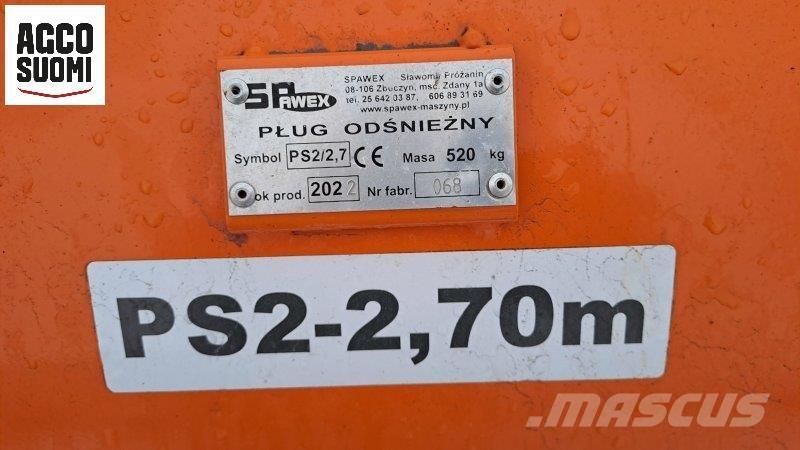 AGCO
SUOMI
SPAWEX
SPAWEX Sławomir Próżanin
08-106 Zbuczyn, msc. Zdany 1a
tel. 25 642 03 87, 606 89 31 69
www.spawex-maszyny.pl
PŁUG ODŚNIEŻNY
Symbol PS2/2,7 CE Masa 520 kg
ok prod. 2022 Nr fabr. 068
PS2-2,70m
MASCUS